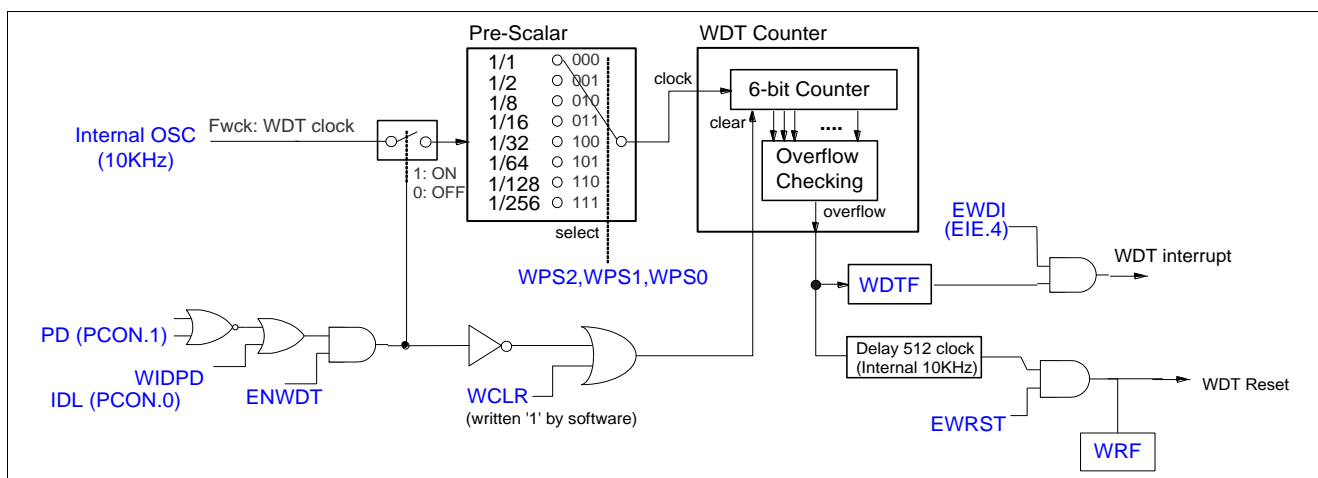 Pre-Scalar
1/1 000
1/2 001
1/8 010
1/16 011
1/32 100
1/64 101
1/128 110
1/256 111
select
WPS2,WPS1,WPS0
WDT Counter
clock
6-bit Counter
clear
....
Overflow
Checking
overflow
Internal OSC
(10KHz)
Fwck: WDT clock
1: ON
0: OFF
EWDI
(EIE.4)
WDTF
WDT interrupt
PD (PCON.1)
WIDPD
IDL (PCON.0)
ENWDT
WCLR
(written '1' by software)
Delay 512 clock
(Internal 10KHz)
EWRST
WDT Reset
WRF